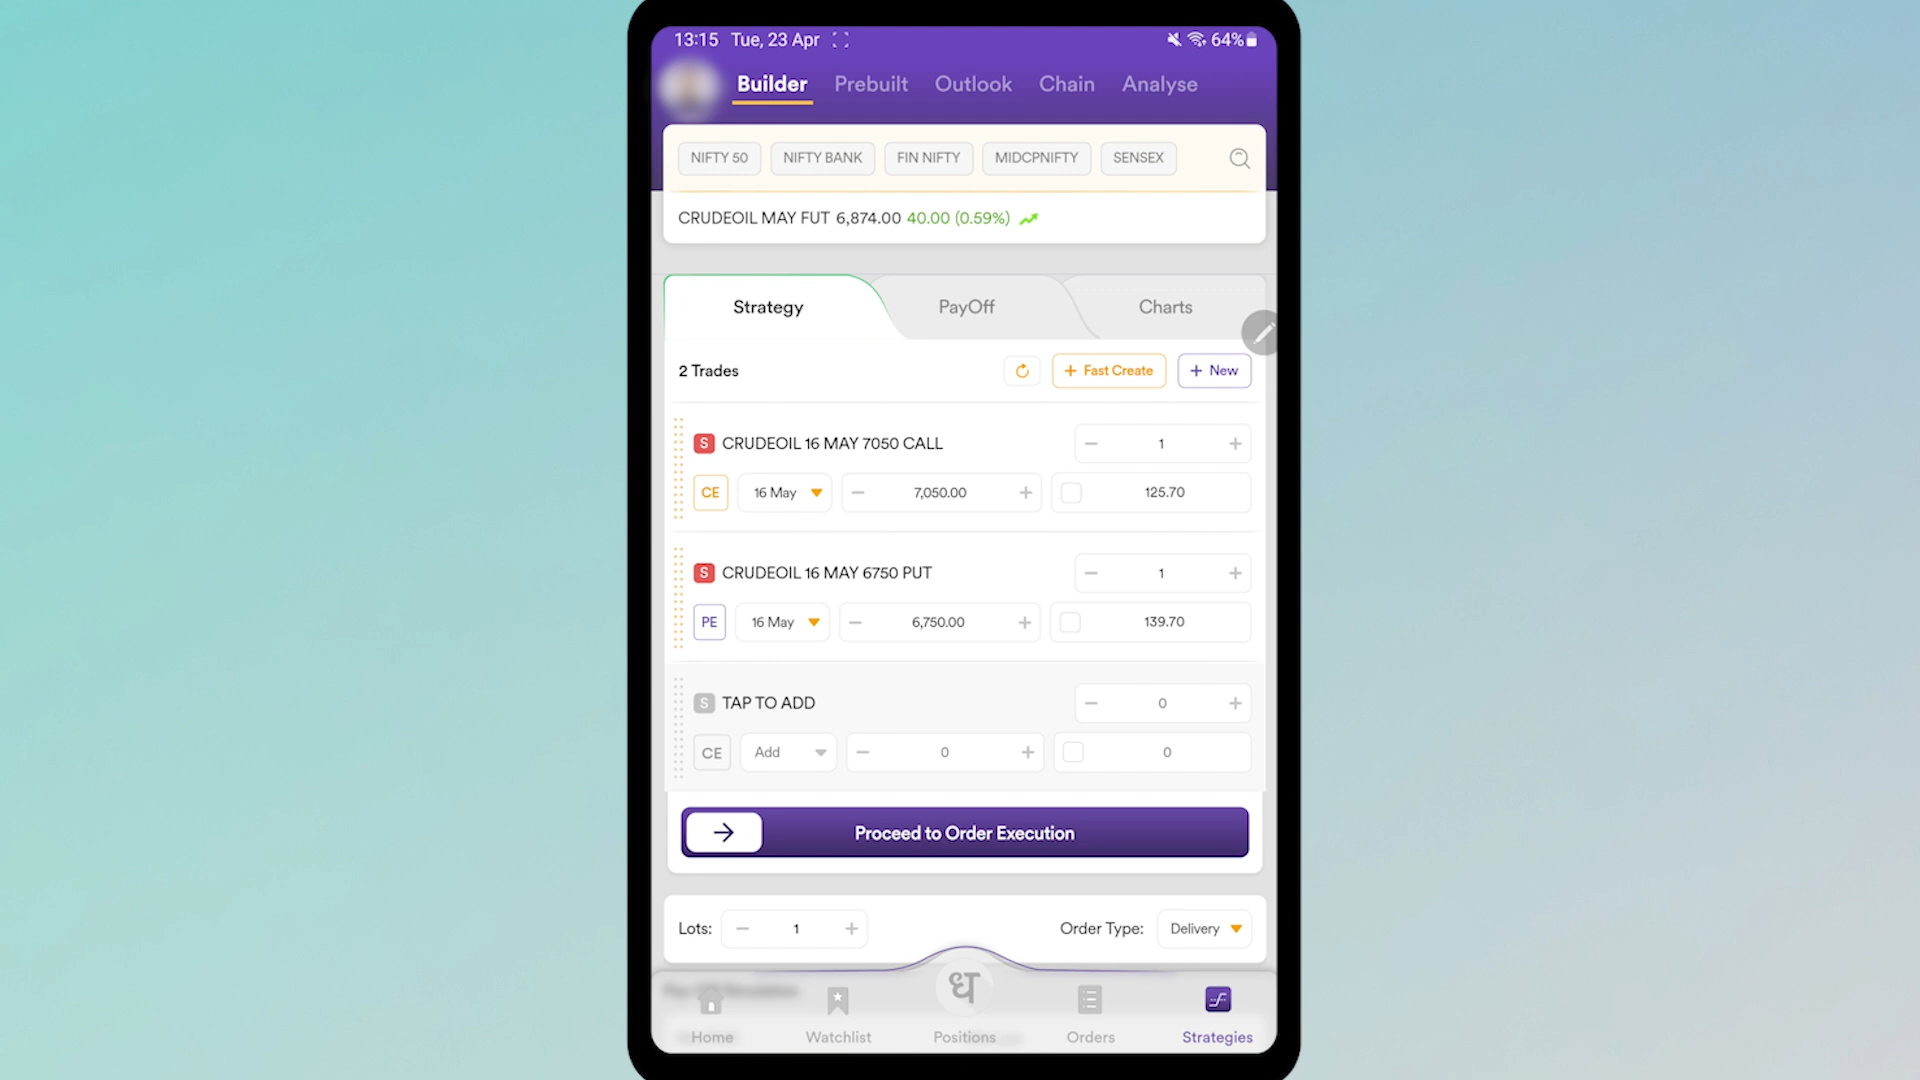 13:15 Tue, 23 Apr 64%
Builder Prebuilt Outlook Chain Analyse
NIFTY 50 NIFTY BANK FIN NIFTY MIDCPNIFTY SENSEX
CRUDEOIL MAY FUT 6,874.00 40.00 (0.59%)
Strategy PayOff Charts
2 Trades + Fast Create + New
S CRUDEOIL 16 MAY 7050 CALL − 1 +
CE 16 May − 7,050.00 + 125.70
S CRUDEOIL 16 MAY 6750 PUT − 1 +
PE 16 May − 6,750.00 + 139.70
S TAP TO ADD − 0 +
CE Add − 0 + 0
Proceed to Order Execution
Lots: − 1 + Order Type: Delivery
ध
Home Watchlist Positions Orders Strategies